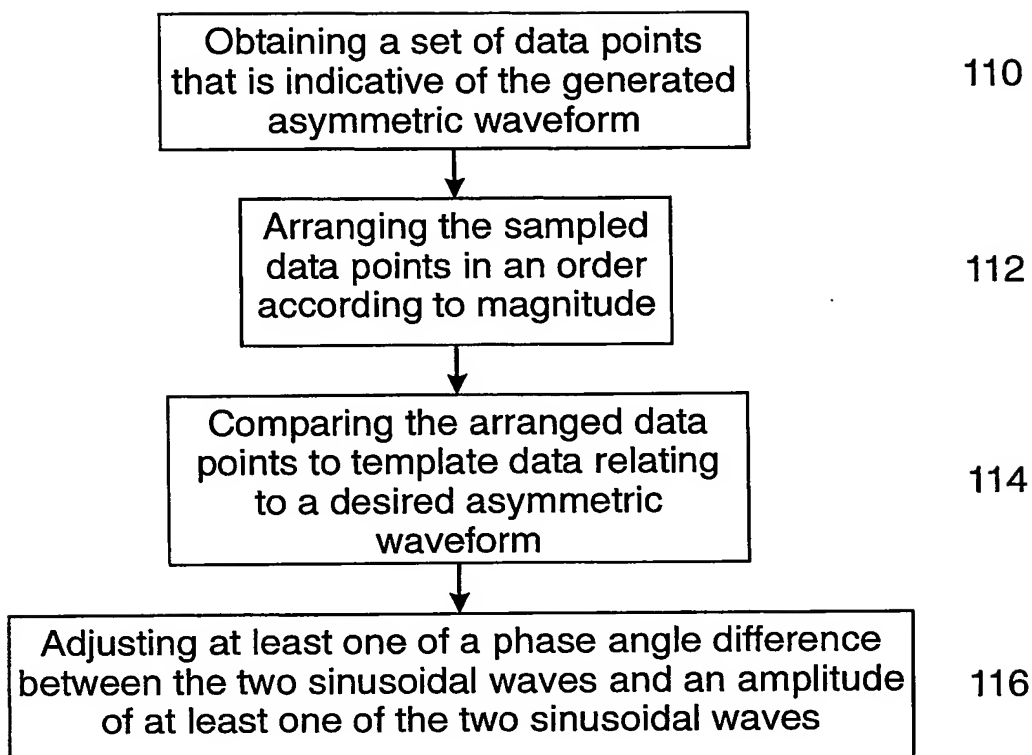 Obtaining a set of data points
that is indicative of the generated
asymmetric waveform
110
Arranging the sampled
data points in an order
according to magnitude
112
Comparing the arranged data
points to template data relating
to a desired asymmetric
waveform
114
Adjusting at least one of a phase angle difference
between the two sinusoidal waves and an amplitude
of at least one of the two sinusoidal waves
116